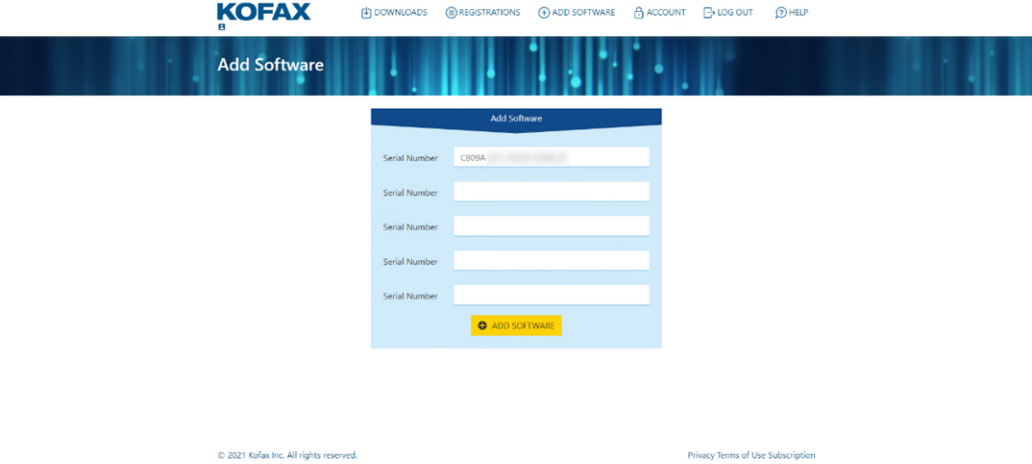 KOFAX
DOWNLOADS REGISTRATIONS ADD SOFTWARE ACCOUNT LOG OUT HELP
Add Software
Add Software
Serial Number C809A
Serial Number
Serial Number
Serial Number
Serial Number
ADD SOFTWARE
© 2021 Kofax Inc. All rights reserved. Privacy Terms of Use Subscription